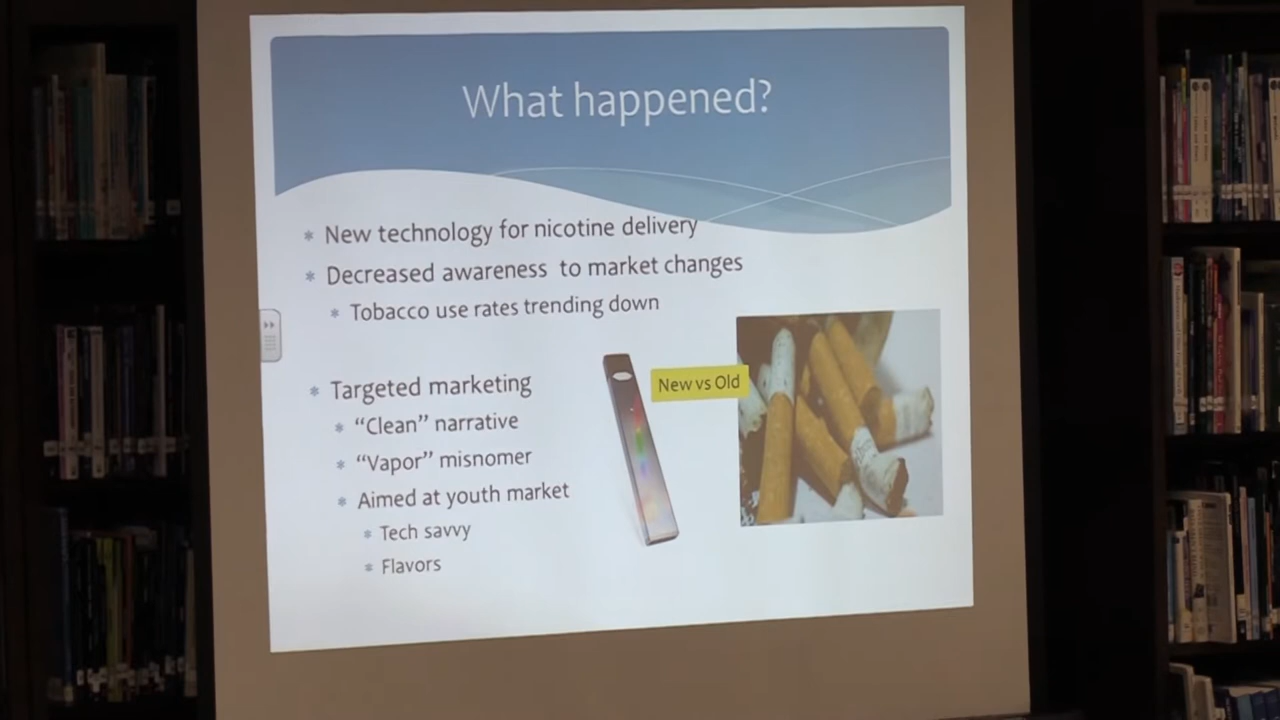 What happened?
New technology for nicotine delivery
Decreased awareness to market changes
Tobacco use rates trending down
Targeted marketing
“Clean” narrative
“Vapor” misnomer
Aimed at youth market
Tech savvy
Flavors
New vs Old